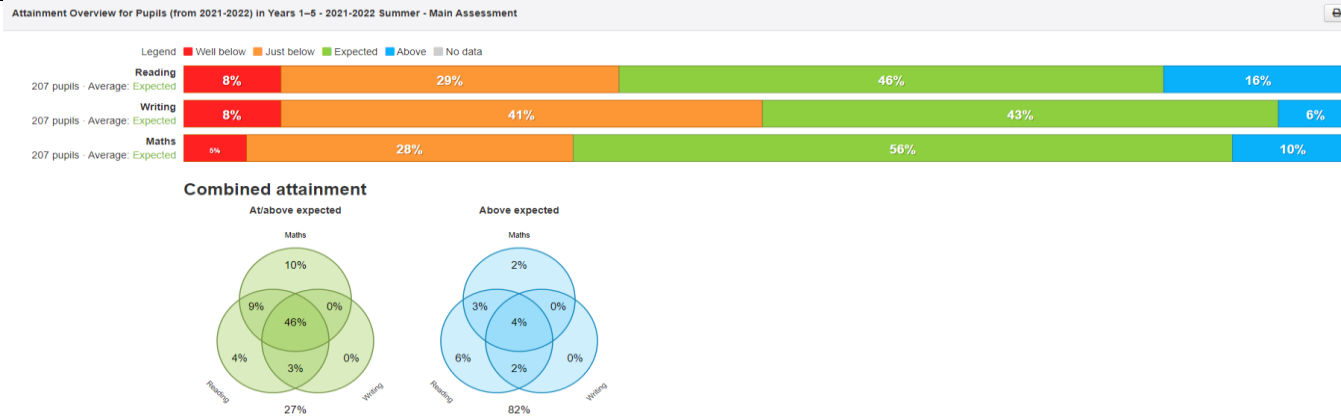 Attainment Overview for Pupils (from 2021-2022) in Years 1–5 - 2021-2022 Summer - Main Assessment
Legend Well below Just below Expected Above No data
Reading
207 pupils · Average: Expected
8% 29% 46% 16%
Writing
207 pupils · Average: Expected
8% 41% 43% 6%
Maths
207 pupils · Average: Expected
5% 28% 56% 10%
Combined attainment
At/above expected
Maths
10%
9% 0%
46%
4% 3% 0%
Reading Writing
27%
Above expected
Maths
2%
3% 0%
4%
6% 2% 0%
Reading Writing
82%